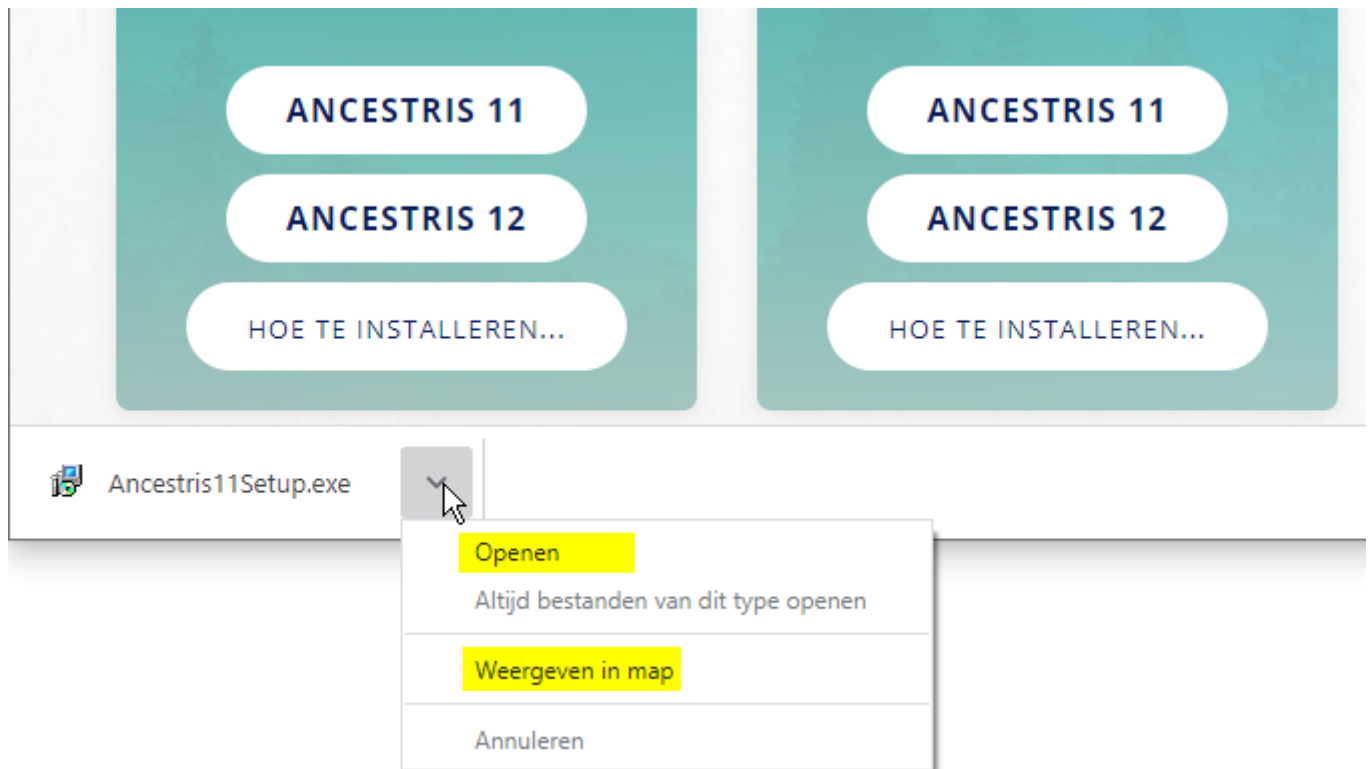 ANCESTRIS 11
ANCESTRIS 12
HOE TE INSTALLEREN...
ANCESTRIS 11
ANCESTRIS 12
HOE TE INSTALLEREN...
Ancestris11Setup.exe
Openen
Altijd bestanden van dit type openen
Weergeven in map
Annuleren